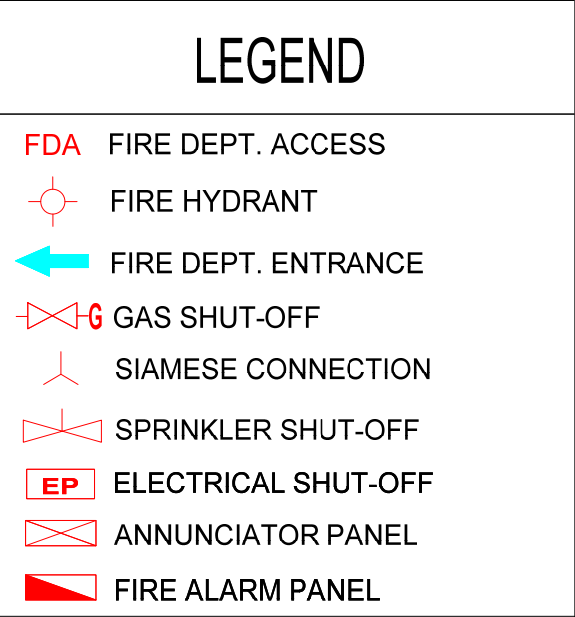 LEGEND
FDA FIRE DEPT. ACCESS
FIRE HYDRANT
FIRE DEPT. ENTRANCE
G GAS SHUT-OFF
SIAMESE CONNECTION
SPRINKLER SHUT-OFF
EP ELECTRICAL SHUT-OFF
ANNUNCIATOR PANEL
FIRE ALARM PANEL